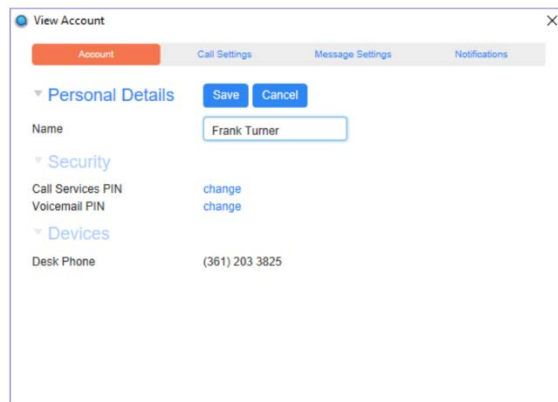 View Account
Account Call Settings Message Settings Notifications
Personal Details Save Cancel
Name Frank Turner
Security
Call Services PIN change
Voicemail PIN change
Devices
Desk Phone (361) 203 3825